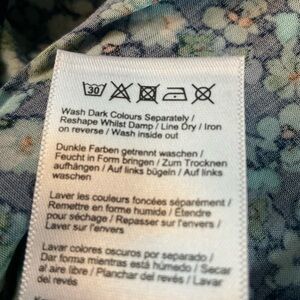 30
Wash Dark Colours Separately /
Reshape Whilst Damp / Line Dry / Iron
on reverse / Wash inside out
Dunkle Farben getrennt waschen /
Feucht in Form bringen / Zum Trocknen
aufhängen / Auf links bügeln / Auf links
waschen
Laver les couleurs foncées séparément /
Remettre en forme humide / Étendre
pour séchage / Repasser sur l'envers /
Laver sur l'envers
Lavar colores oscuros por separado /
Dar forma mientras está húmedo / Secar
al aire libre / Planchar del revés / Lavar
del revés